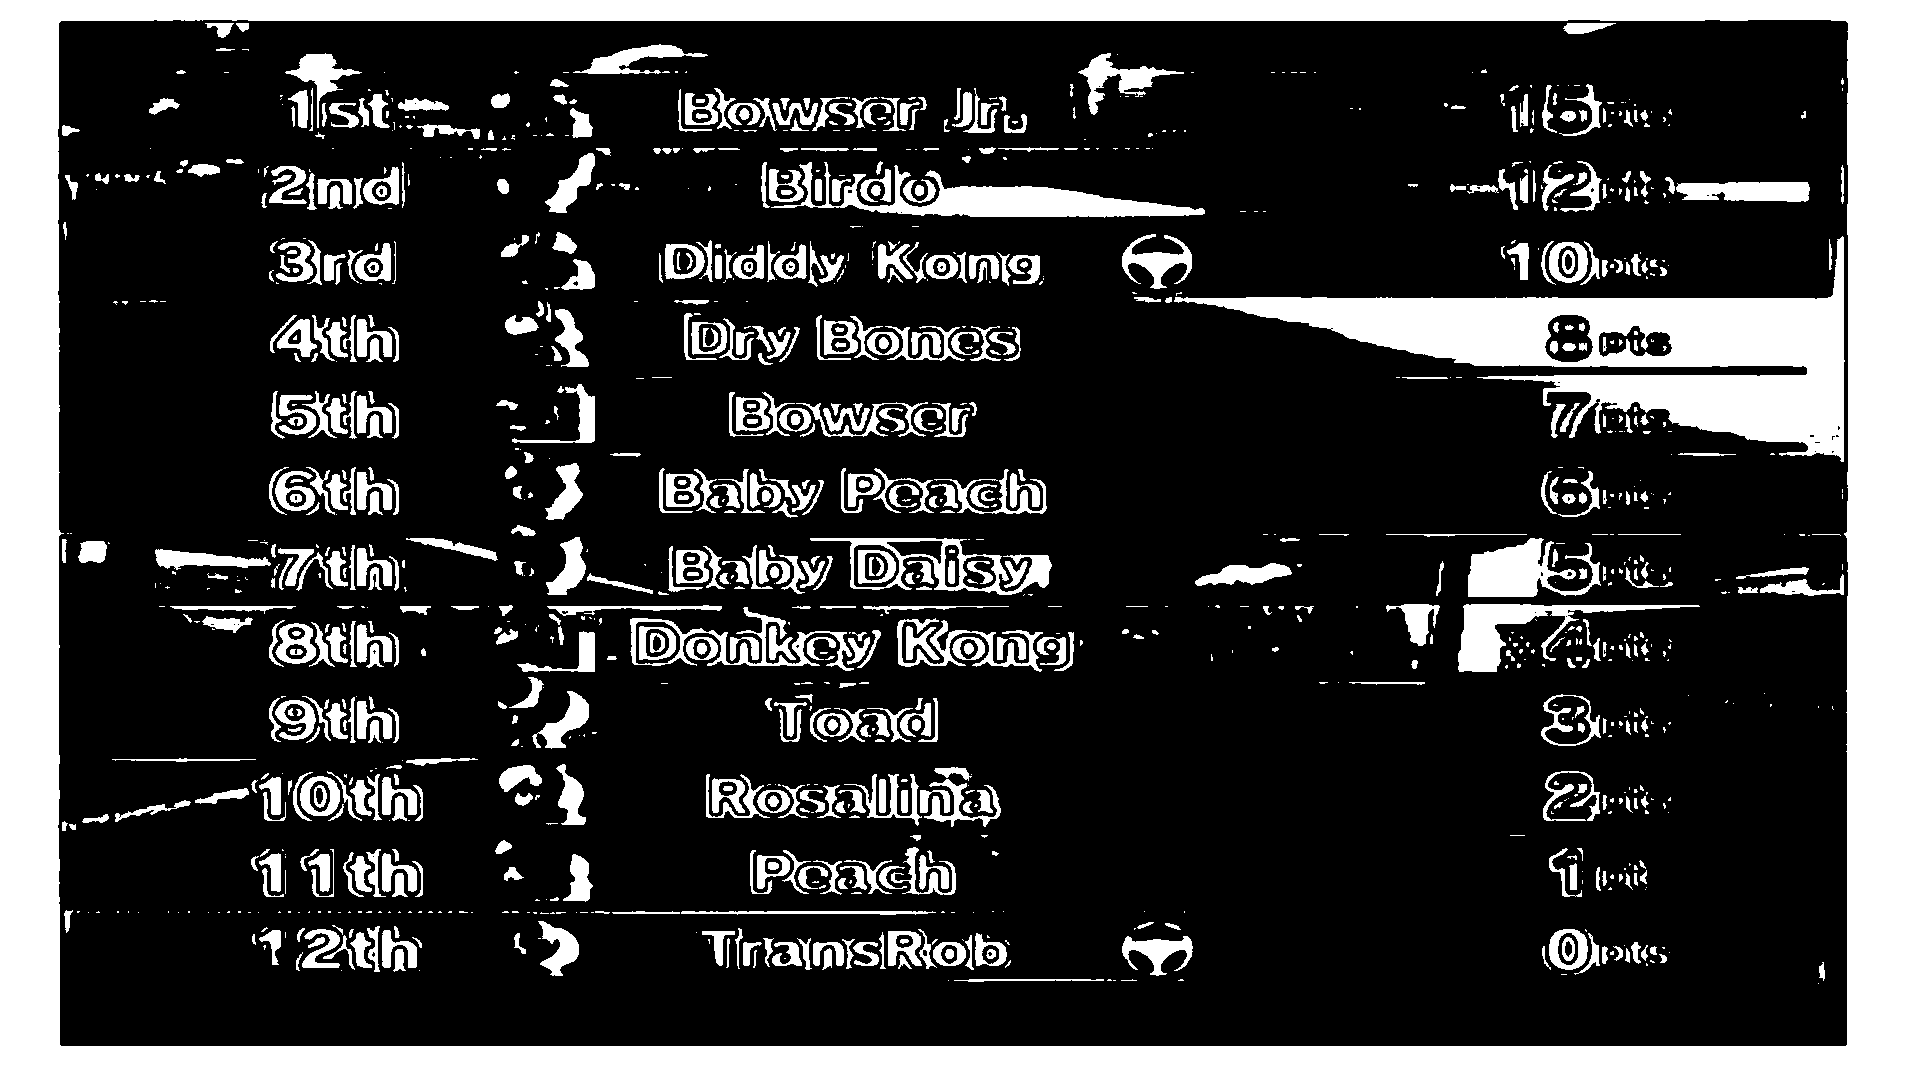 1st Bowser Jr. 15pts
2nd Birdo 12pts
3rd Diddy Kong 10pts
4th Dry Bones 8pts
5th Bowser 7pts
6th Baby Peach 6pts
7th Baby Daisy 5pts
8th Donkey Kong 4pts
9th Toad 3pts
10th Rosalina 2pts
11th Peach 1pt
12th TransRob 0pts